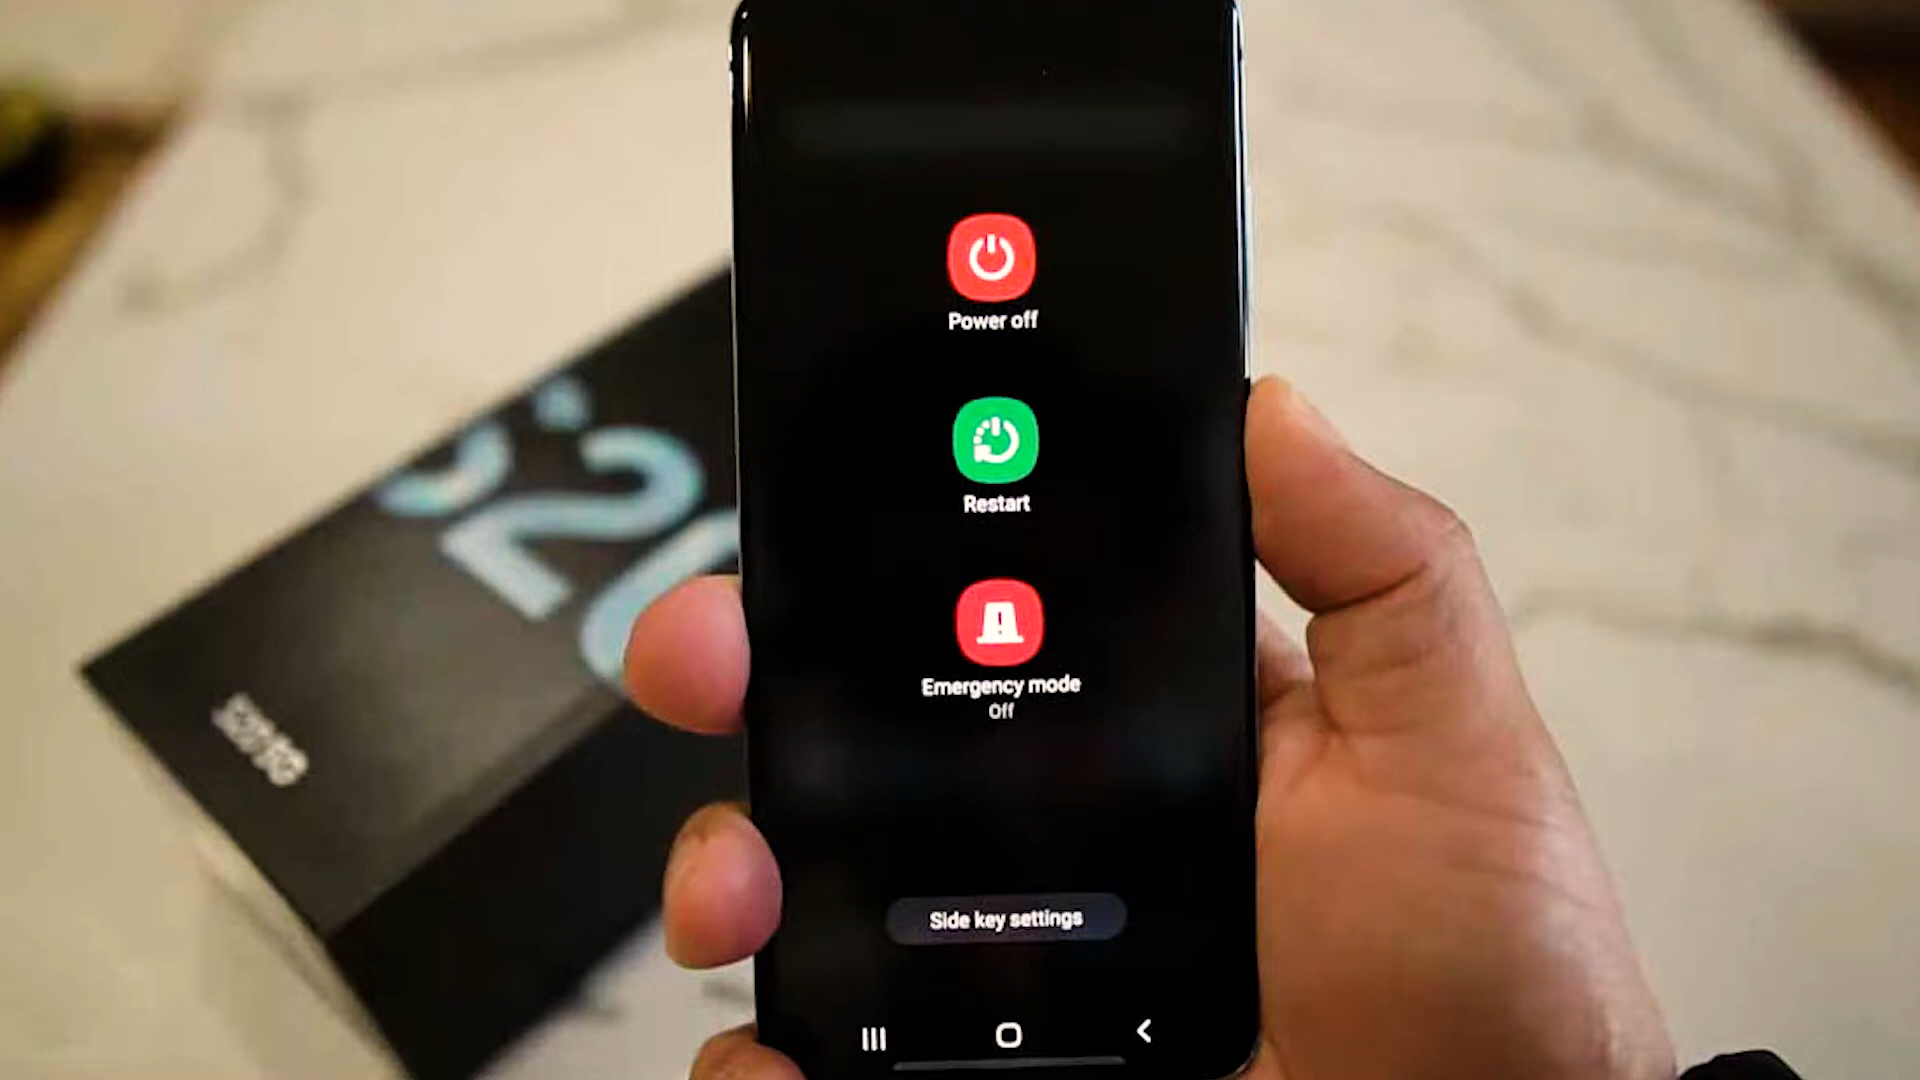 Power off
Restart
Emergency mode
Off
Side key settings
S20